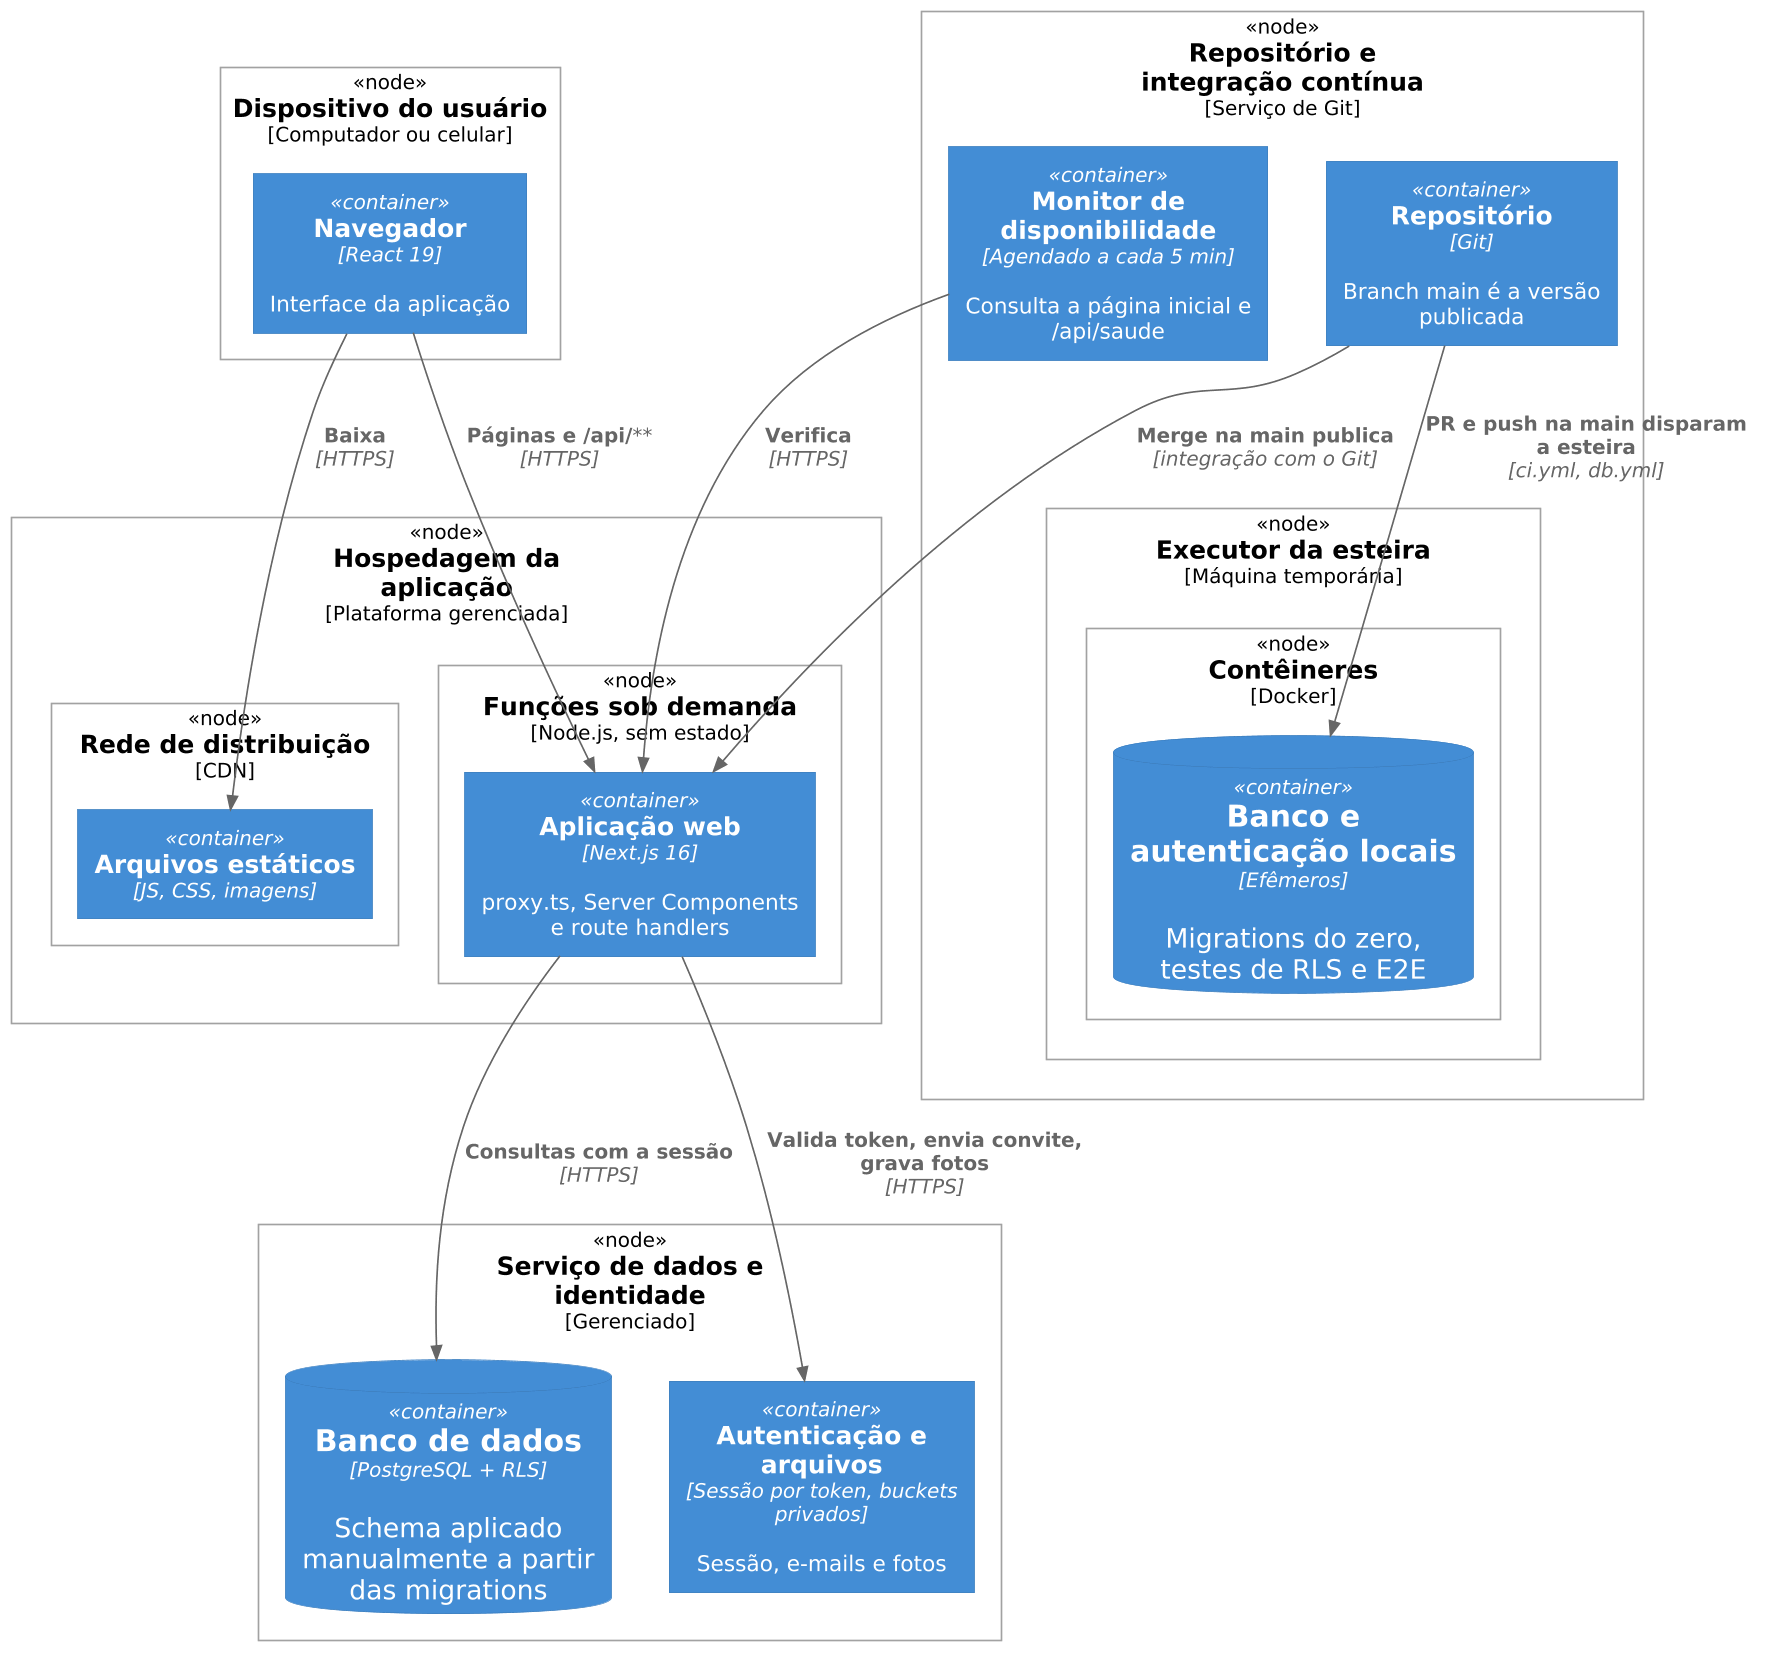 «node»
Repositório e
integração contínua
[Serviço de Git]
«node»
Dispositivo do usuário
[Computador ou celular]
«container»
Navegador
[React 19]
Interface da aplicação
«container»
Monitor de
disponibilidade
[Agendado a cada 5 min]
Consulta a página inicial e
/api/saude
«container»
Repositório
[Git]
Branch main é a versão
publicada
Baixa
[HTTPS]
Páginas e /api/**
[HTTPS]
Verifica
[HTTPS]
Merge na main publica
[integração com o Git]
PR e push na main disparam
a esteira
[ci.yml, db.yml]
«node»
Hospedagem da
aplicação
[Plataforma gerenciada]
«node»
Rede de distribuição
[CDN]
«container»
Arquivos estáticos
[JS, CSS, imagens]
«node»
Funções sob demanda
[Node.js, sem estado]
«container»
Aplicação web
[Next.js 16]
proxy.ts, Server Components
e route handlers
«node»
Executor da esteira
[Máquina temporária]
«node»
Contêineres
[Docker]
«container»
Banco e
autenticação locais
[Efêmeros]
Migrations do zero,
testes de RLS e E2E
Consultas com a sessão
[HTTPS]
Valida token, envia convite,
grava fotos
[HTTPS]
«node»
Serviço de dados e
identidade
[Gerenciado]
«container»
Banco de dados
[PostgreSQL + RLS]
Schema aplicado
manualmente a partir
das migrations
«container»
Autenticação e
arquivos
[Sessão por token, buckets
privados]
Sessão, e-mails e fotos